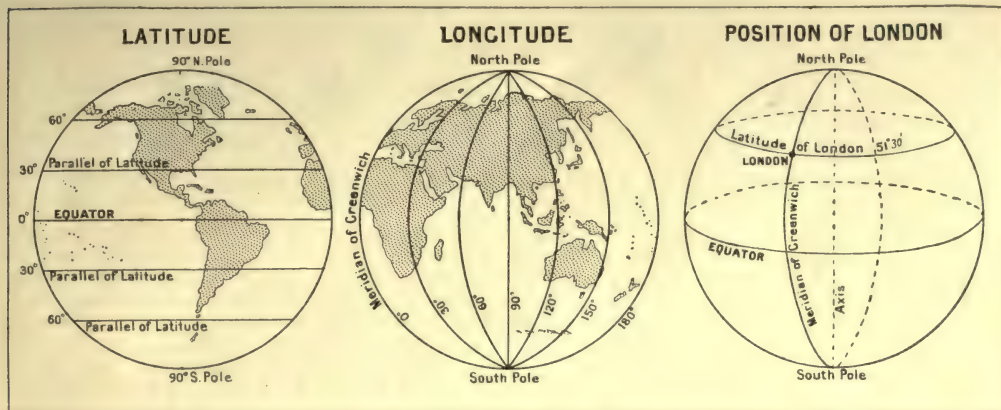 LATITUDE
90° N. Pole
60°
Parallel of Latitude
30°
EQUATOR
0°
30°
Parallel of Latitude
60°
Parallel of Latitude
90° S. Pole
LONGITUDE
North Pole
Meridian of Greenwich
0°
30°
60°
90°
120°
150°
180°
South Pole
POSITION OF LONDON
North Pole
Latitude of London 51° 30'
LONDON
Meridian of Greenwich
EQUATOR
Axis
South Pole